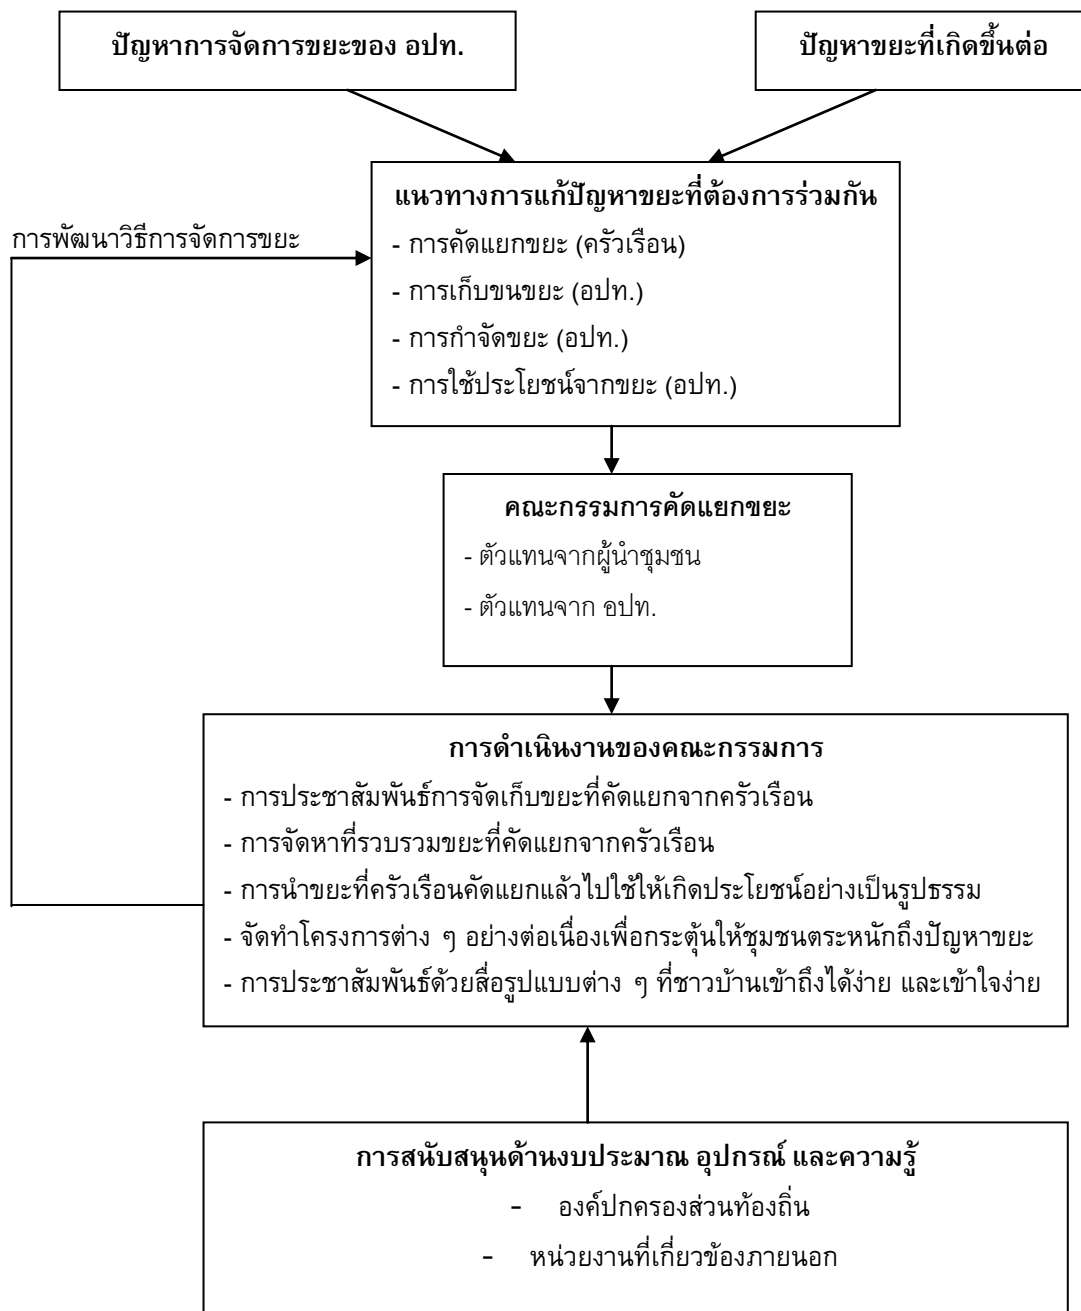 ปัญหาการจัดการขยะของ อปท.
ปัญหาขยะที่เกิดขึ้นต่อ
แนวทางการแก้ปัญหาขยะที่ต้องการร่วมกัน
- การคัดแยกขยะ (ครัวเรือน)
- การเก็บขนขยะ (อปท.)
- การกำจัดขยะ (อปท.)
- การใช้ประโยชน์จากขยะ (อปท.)
การพัฒนาวิธีการจัดการขยะ
คณะกรรมการคัดแยกขยะ
- ตัวแทนจากผู้นำชุมชน
- ตัวแทนจาก อปท.
การดำเนินงานของคณะกรรมการ
- การประชาสัมพันธ์การจัดเก็บขยะที่คัดแยกจากครัวเรือน
- การจัดหาที่รวบรวมขยะที่คัดแยกจากครัวเรือน
- การนำขยะที่ครัวเรือนคัดแยกแล้วไปใช้ให้เกิดประโยชน์อย่างเป็นรูปธรรม
- จัดทำโครงการต่าง ๆ อย่างต่อเนื่องเพื่อกระตุ้นให้ชุมชนตระหนักถึงปัญหาขยะ
- การประชาสัมพันธ์ด้วยสื่อรูปแบบต่าง ๆ ที่ชาวบ้านเข้าถึงได้ง่าย และเข้าใจง่าย
การสนับสนุนด้านงบประมาณ อุปกรณ์ และความรู้
- องค์ปกครองส่วนท้องถิ่น
- หน่วยงานที่เกี่ยวข้องภายนอก